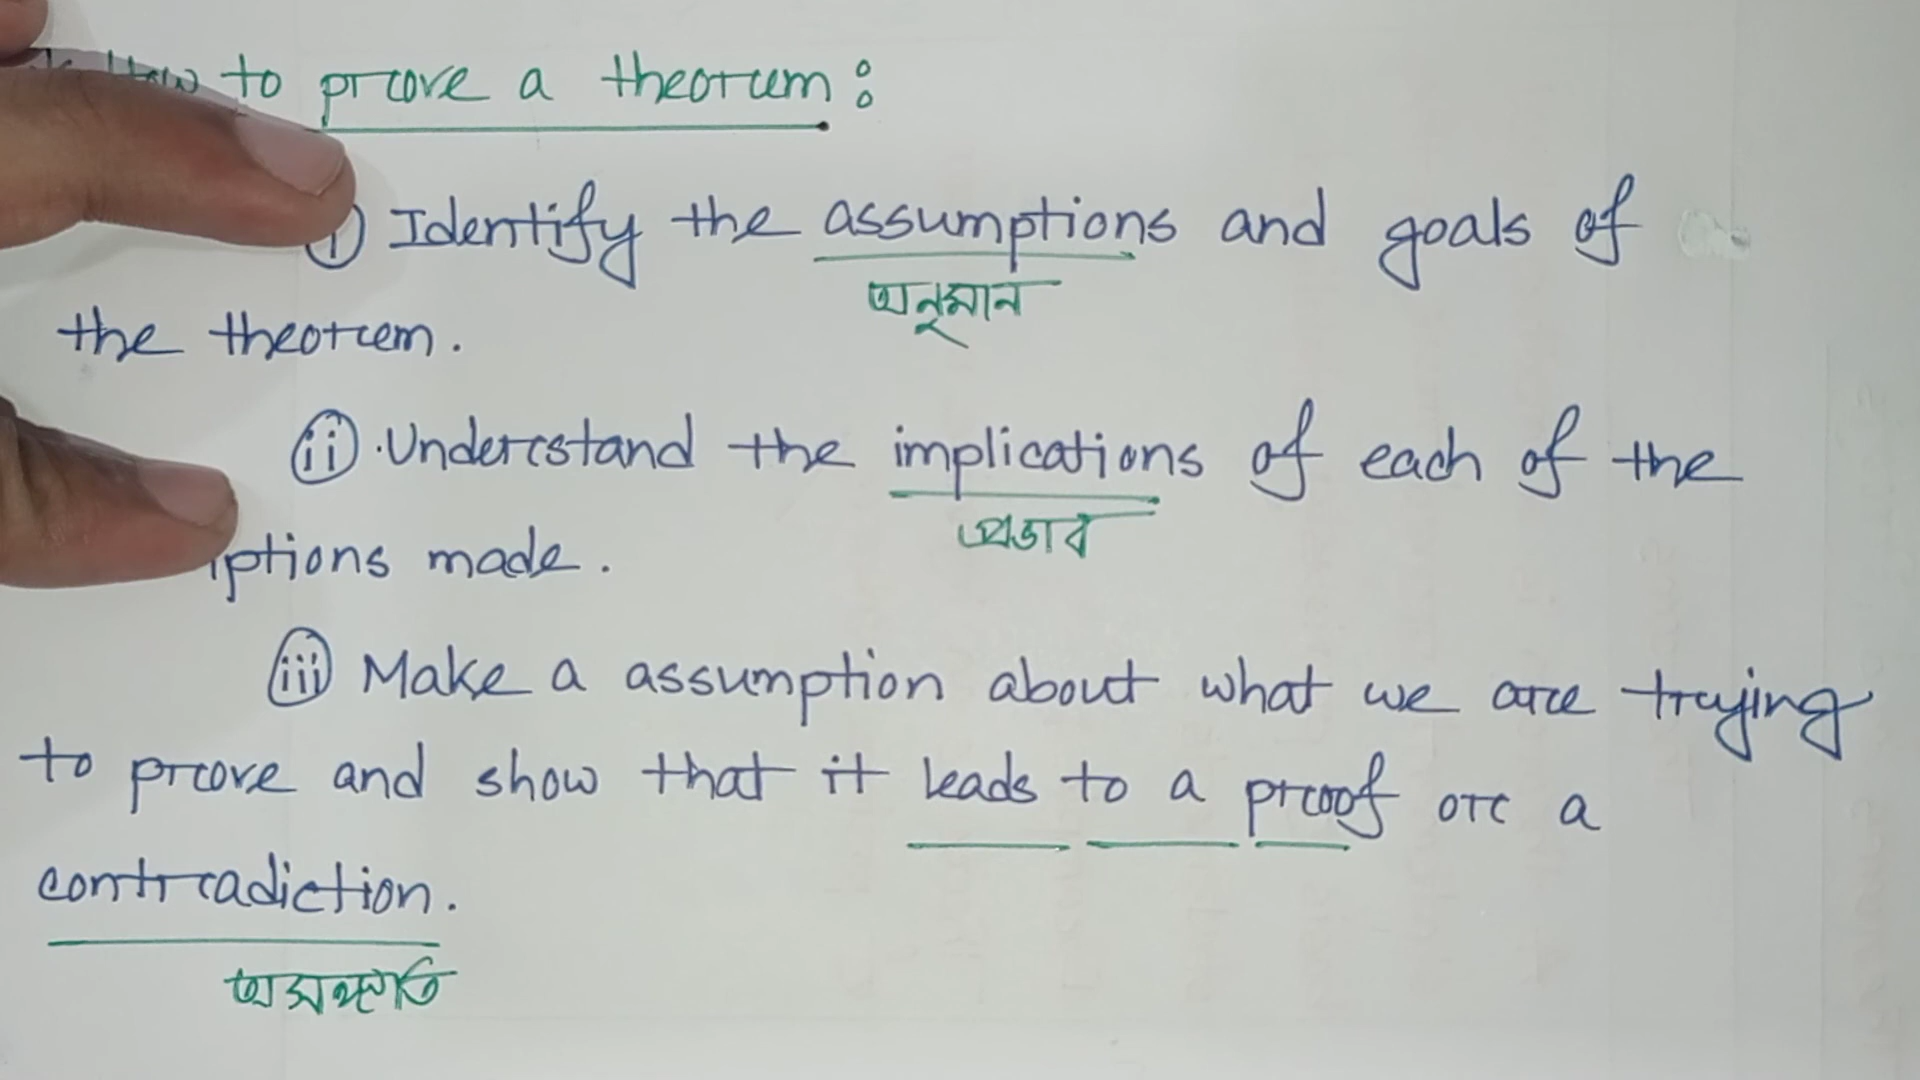 How to prove a theorem:
i) Identify the assumptions and goals of
অনুমান
the theorem.
ii) Understand the implications of each of the
প্রভাব
ptions made.
iii) Make a assumption about what we are trying
to prove and show that it leads to a proof or a
contradiction.
অসঙ্গতি